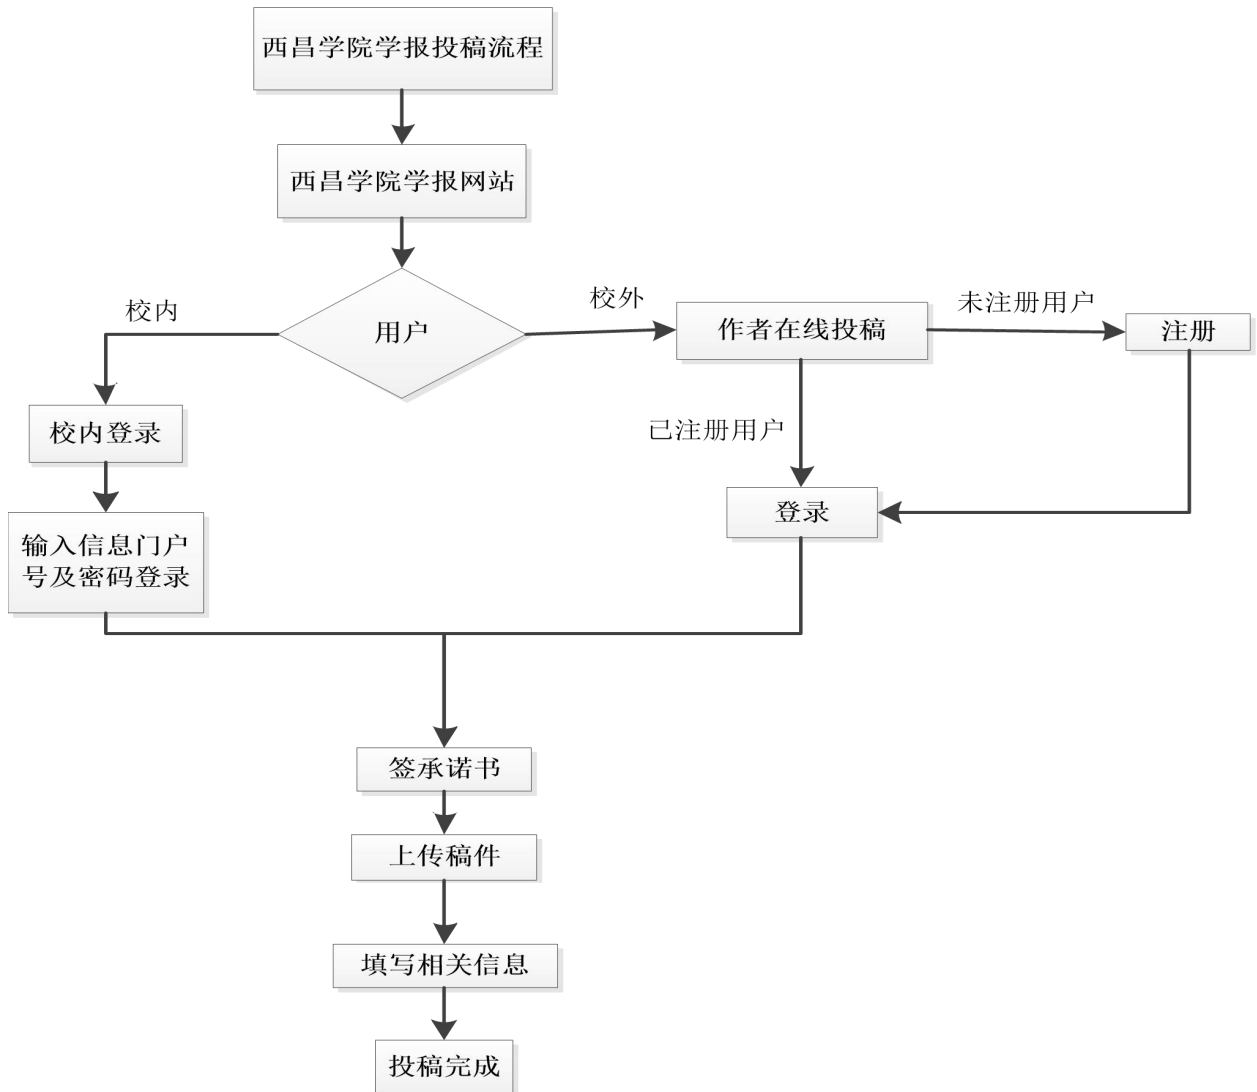 西昌学院学报投稿流程
西昌学院学报网站
用户
校内
校外
作者在线投稿
未注册用户
注册
校内登录
已注册用户
登录
输入信息门户
号及密码登录
签承诺书
上传稿件
填写相关信息
投稿完成